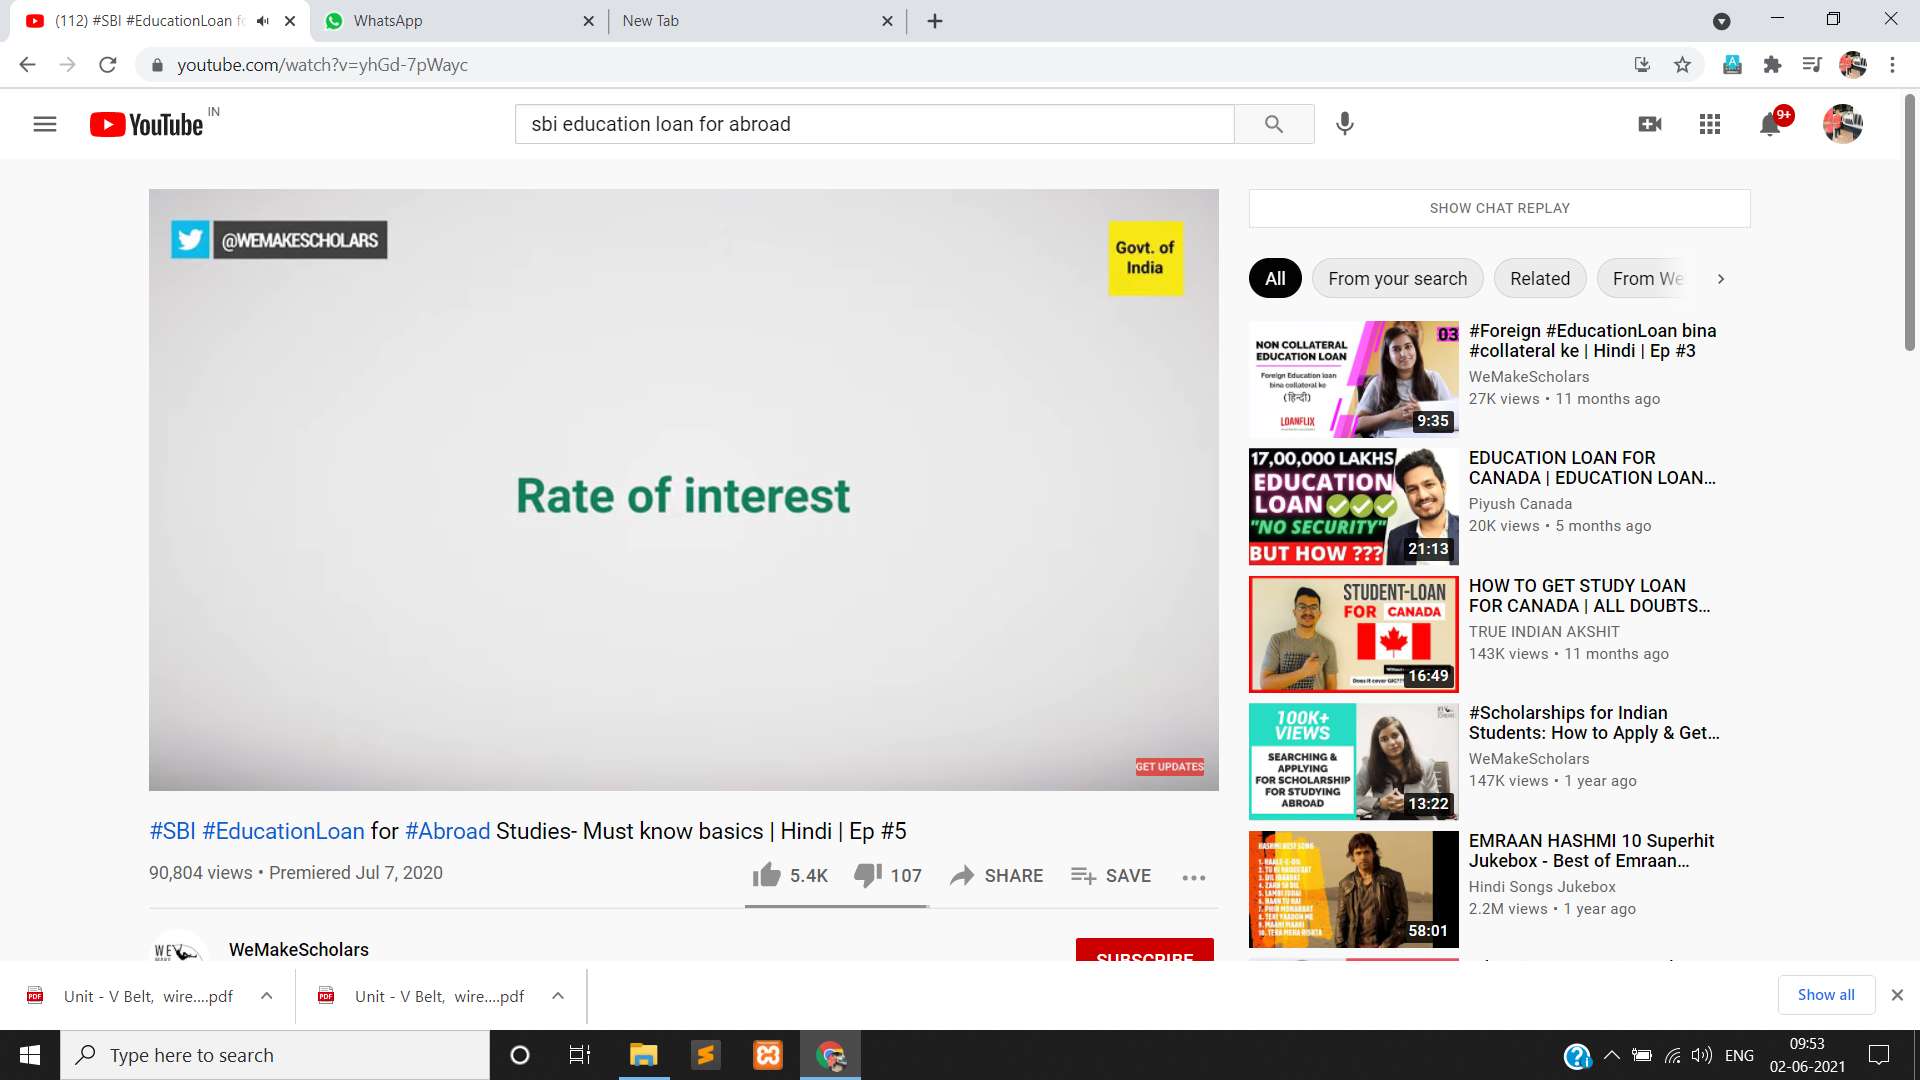 (112) #SBI #EducationLoan fo
WhatsApp
New Tab
youtube.com/watch?v=yhGd-7pWayc
YouTube IN
sbi education loan for abroad
9+
@WEMAKESCHOLARS
Govt. of
India
Rate of interest
GET UPDATES
#SBI #EducationLoan for #Abroad Studies- Must know basics | Hindi | Ep #5
90,804 views • Premiered Jul 7, 2020
5.4K
107
SHARE
SAVE
WeMakeScholars
SUBSCRIBE
SHOW CHAT REPLAY
All
From your search
Related
From We
NON COLLATERAL
EDUCATION LOAN
Foreign Education loan
bina collateral ke
(हिन्दी)
LOANFLIX
03
9:35
#Foreign #EducationLoan bina
#collateral ke | Hindi | Ep #3
WeMakeScholars
27K views • 11 months ago
17,00,000 LAKHS
EDUCATION
LOAN
"NO SECURITY"
BUT HOW ???
21:13
EDUCATION LOAN FOR
CANADA | EDUCATION LOAN...
Piyush Canada
20K views • 5 months ago
STUDENT-LOAN
FOR CANADA
Does it cover GIC??
16:49
HOW TO GET STUDY LOAN
FOR CANADA | ALL DOUBTS...
TRUE INDIAN AKSHIT
143K views • 11 months ago
100K+
VIEWS
SEARCHING &
APPLYING
FOR SCHOLARSHIP
FOR STUDYING
ABROAD
13:22
#Scholarships for Indian
Students: How to Apply & Get...
WeMakeScholars
147K views • 1 year ago
HASHMI BEST SONG
58:01
EMRAAN HASHMI 10 Superhit
Jukebox - Best of Emraan...
Hindi Songs Jukebox
2.2M views • 1 year ago
Unit - V Belt, wire....pdf
Unit - V Belt, wire....pdf
Show all
Type here to search
ENG
09:53
02-06-2021